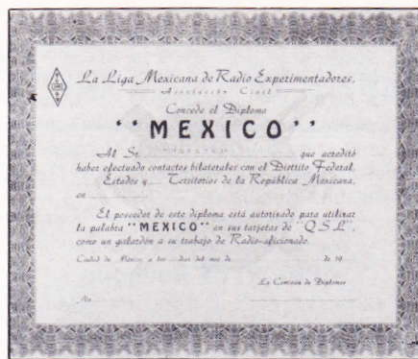 La Liga Mexicana de Radio Experimentadores,
Asociación Civil
Concede el Diploma
"MEXICO"
Al Sr. que acreditó
haber efectuado contactos bilaterales con el Distrito Federal,
Estados y Territorios de la República Mexicana,
en
El poseedor de este diploma está autorizado para utilizar
la palabra "MEXICO" en sus tarjetas de "QSL",
como un galardón a su trabajo de Radio-aficionado.
Ciudad de México, a los días del mes de de 19
La Comisión de Diplomas